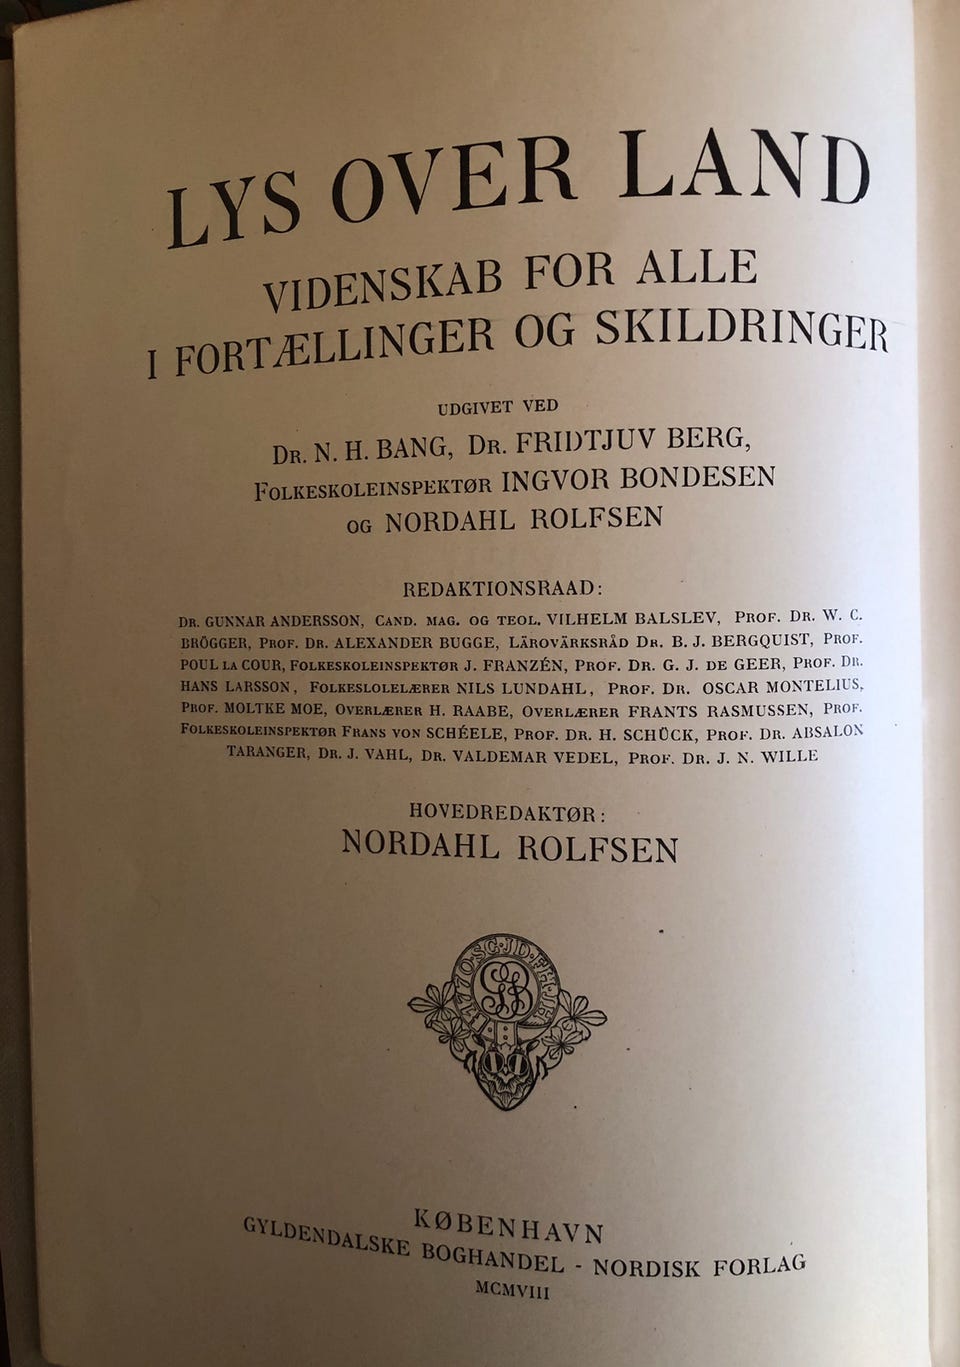 LYS OVER LAND
VIDENSKAB FOR ALLE
I FORTÆLLINGER OG SKILDRINGER
UDGIVET VED
DR. N. H. BANG, DR. FRIDTJUV BERG,
FOLKESKOLEINSPEKTØR INGVOR BONDESEN
OG NORDAHL ROLFSEN
REDAKTIONSRAAD:
DR. GUNNAR ANDERSSON, CAND. MAG. OG TEOL. VILHELM BALSLEV, PROF. DR. W. C.
BRÖGGER, PROF. DR. ALEXANDER BUGGE, LÄROVÄRKSRÅD DR. B. J. BERGQUIST, PROF.
POUL LA COUR, FOLKESKOLEINSPEKTØR J. FRANZÉN, PROF. DR. G. J. DE GEER, PROF. DR.
HANS LARSSON, FOLKESLOLELÆRER NILS LUNDAHL, PROF. DR. OSCAR MONTELIUS,
PROF. MOLTKE MOE, OVERLÆRER H. RAABE, OVERLÆRER FRANTS RASMUSSEN, PROF.
FOLKESKOLEINSPEKTØR FRANS VON SCHÉELE, PROF. DR. H. SCHÜCK, PROF. DR. ABSALON
TARANGER, DR. J. VAHL, DR. VALDEMAR VEDEL, PROF. DR. J. N. WILLE
HOVEDREDAKTØR:
NORDAHL ROLFSEN
KØBENHAVN
GYLDENDALSKE BOGHANDEL - NORDISK FORLAG
MCMVIII